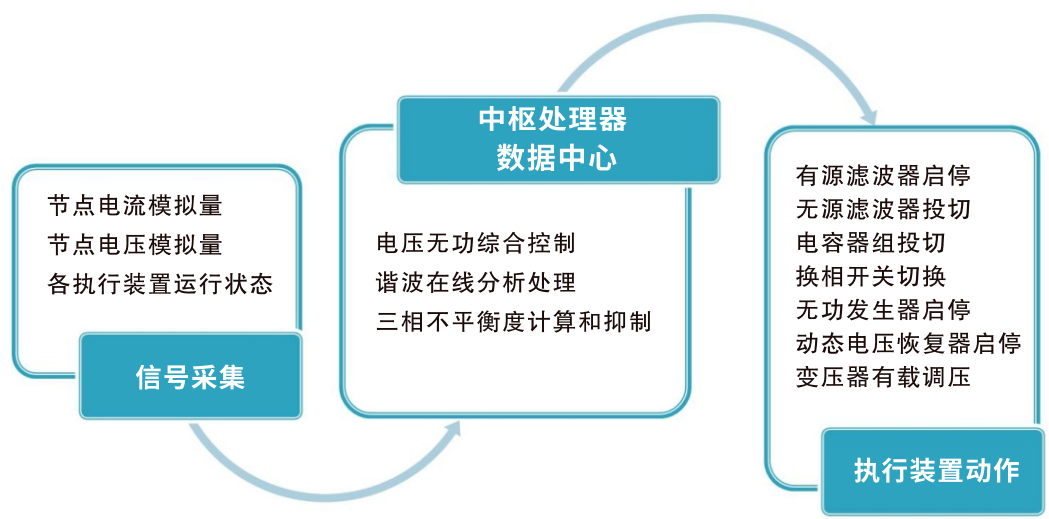 节点电流模拟量
节点电压模拟量
各执行装置运行状态
信号采集
中枢处理器
数据中心
电压无功综合控制
谐波在线分析处理
三相不平衡度计算和抑制
有源滤波器启停
无源滤波器投切
电容器组投切
换相开关切换
无功发生器启停
动态电压恢复器启停
变压器有载调压
执行装置动作